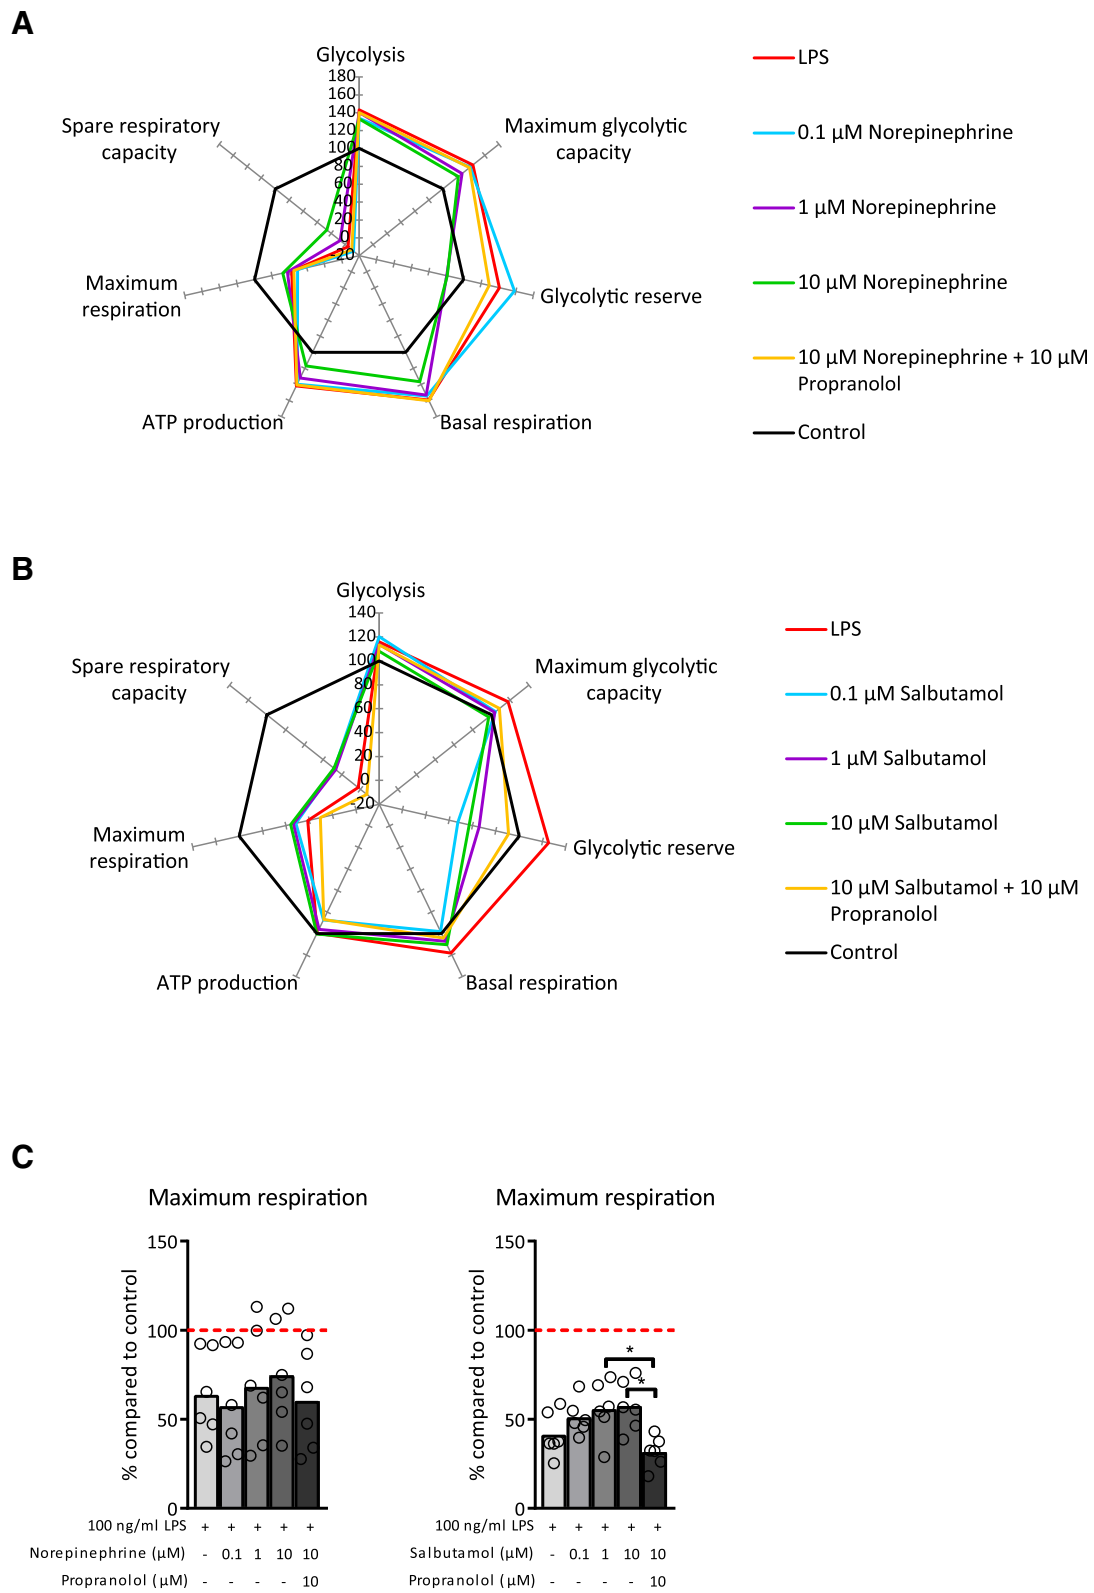 A
Glycolysis
180
160
140
120
100
80
60
40
20
0
-20
Spare respiratory
capacity
Maximum glycolytic
capacity
Maximum
respiration
Glycolytic reserve
ATP production
Basal respiration
LPS
0.1 µM Norepinephrine
1 µM Norepinephrine
10 µM Norepinephrine
10 µM Norepinephrine + 10 µM
Propranolol
Control
B
Glycolysis
140
120
100
80
60
40
20
0
-20
Spare respiratory
capacity
Maximum glycolytic
capacity
Maximum
respiration
Glycolytic reserve
ATP production
Basal respiration
LPS
0.1 µM Salbutamol
1 µM Salbutamol
10 µM Salbutamol
10 µM Salbutamol + 10 µM
Propranolol
Control
C
Maximum respiration
% compared to control
150
100
50
0
100 ng/ml LPS + + + + +
Norepinephrine (µM) - 0.1 1 10 10
Propranolol (µM) - - - - 10
Maximum respiration
% compared to control
150
100
50
0
*
*
100 ng/ml LPS + + + + +
Salbutamol (µM) - 0.1 1 10 10
Propranolol (µM) - - - - 10